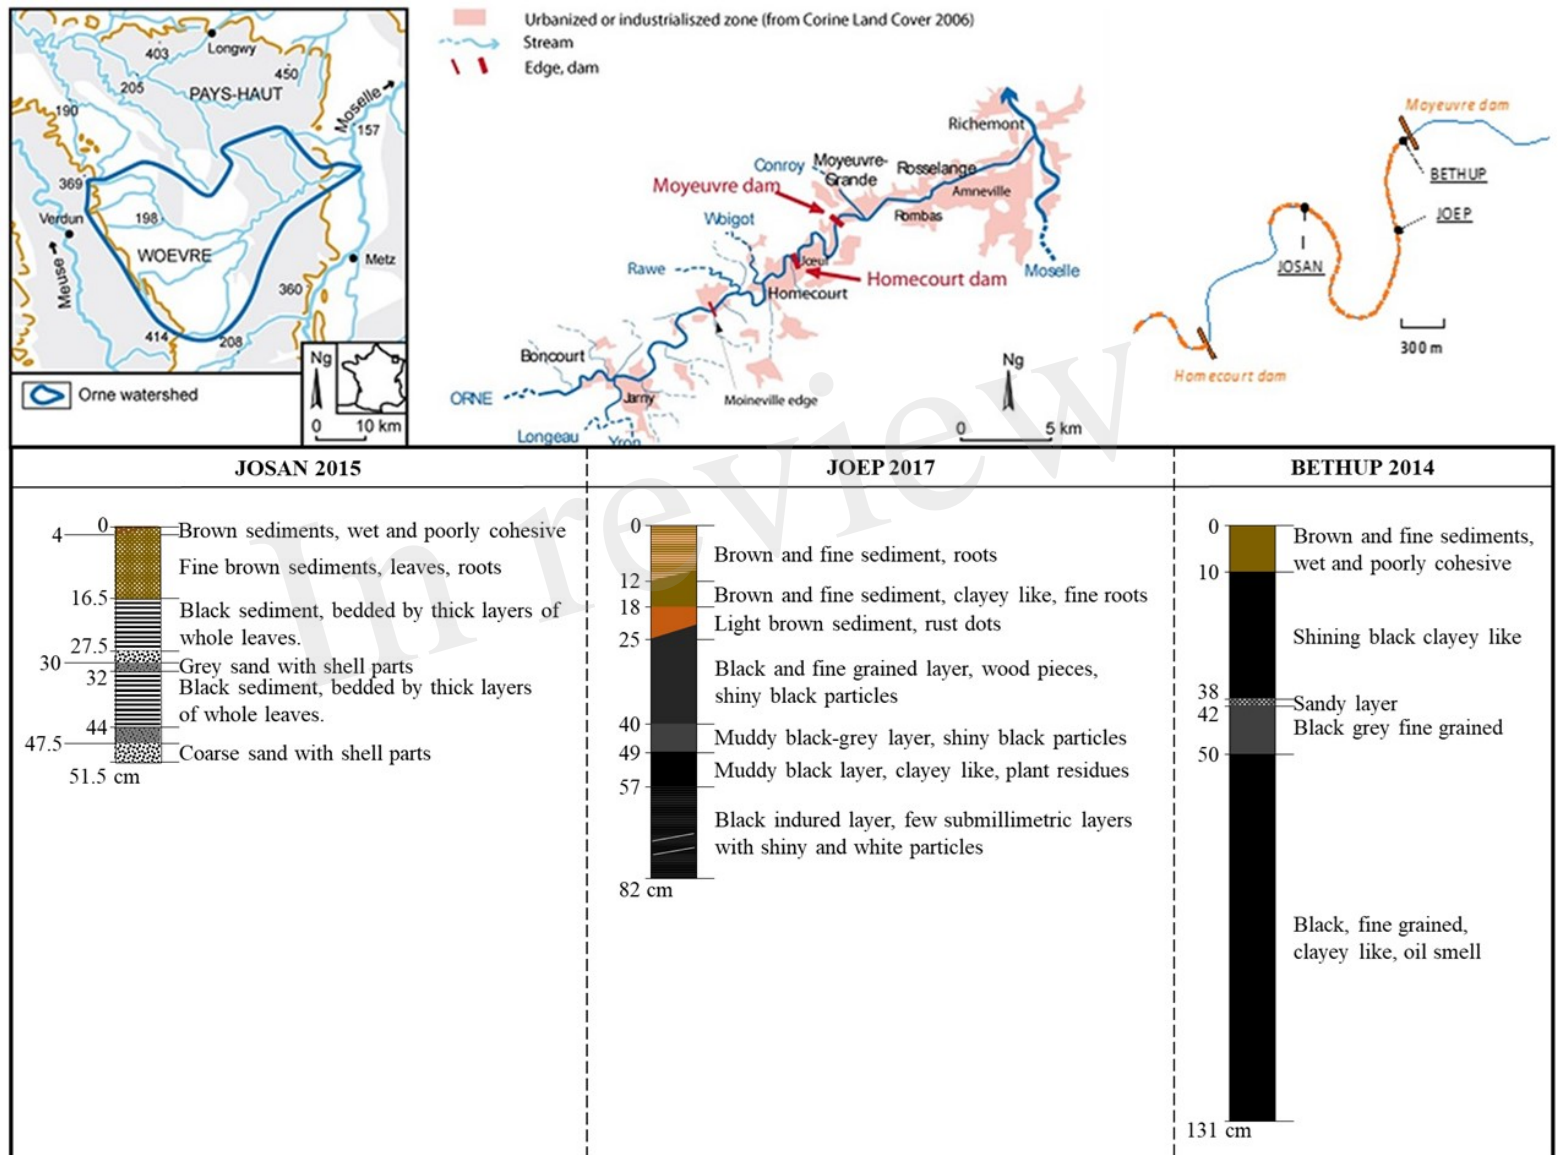 403
Longwy
450
205
PAYS-HAUT
Moselle
190
157
369
Verdun
198
WOEVRE
Metz
Meuse
360
414
208
Orne watershed
Ng
0 10 km
Urbanized or industrialiszed zone (from Corine Land Cover 2006)
Stream
Edge, dam
Richemont
Conroy
Moyeuvre-
Grande
Rosselange
Moyeuvre dam
Amneville
Rombas
Woigot
Rawe
Joeuf
Homecourt dam
Moselle
Homecourt
Boncourt
ORNE
Jarny
Moineville edge
Longeau
Yron
Ng
0 5 km
Moyeuvre dam
BETHUP
JOEP
JOSAN
300 m
Homecourt dam
In review
JOSAN 2015
0
4
Brown sediments, wet and poorly cohesive
Fine brown sediments, leaves, roots
16.5
Black sediment, bedded by thick layers of
whole leaves.
27.5
30
Grey sand with shell parts
32
Black sediment, bedded by thick layers
of whole leaves.
44
47.5
Coarse sand with shell parts
51.5 cm
JOEP 2017
0
Brown and fine sediment, roots
12
Brown and fine sediment, clayey like, fine roots
18
Light brown sediment, rust dots
25
Black and fine grained layer, wood pieces,
shiny black particles
40
Muddy black-grey layer, shiny black particles
49
Muddy black layer, clayey like, plant residues
57
Black indured layer, few submillimetric layers
with shiny and white particles
82 cm
BETHUP 2014
0
Brown and fine sediments,
wet and poorly cohesive
10
Shining black clayey like
38
Sandy layer
42
Black grey fine grained
50
Black, fine grained,
clayey like, oil smell
131 cm